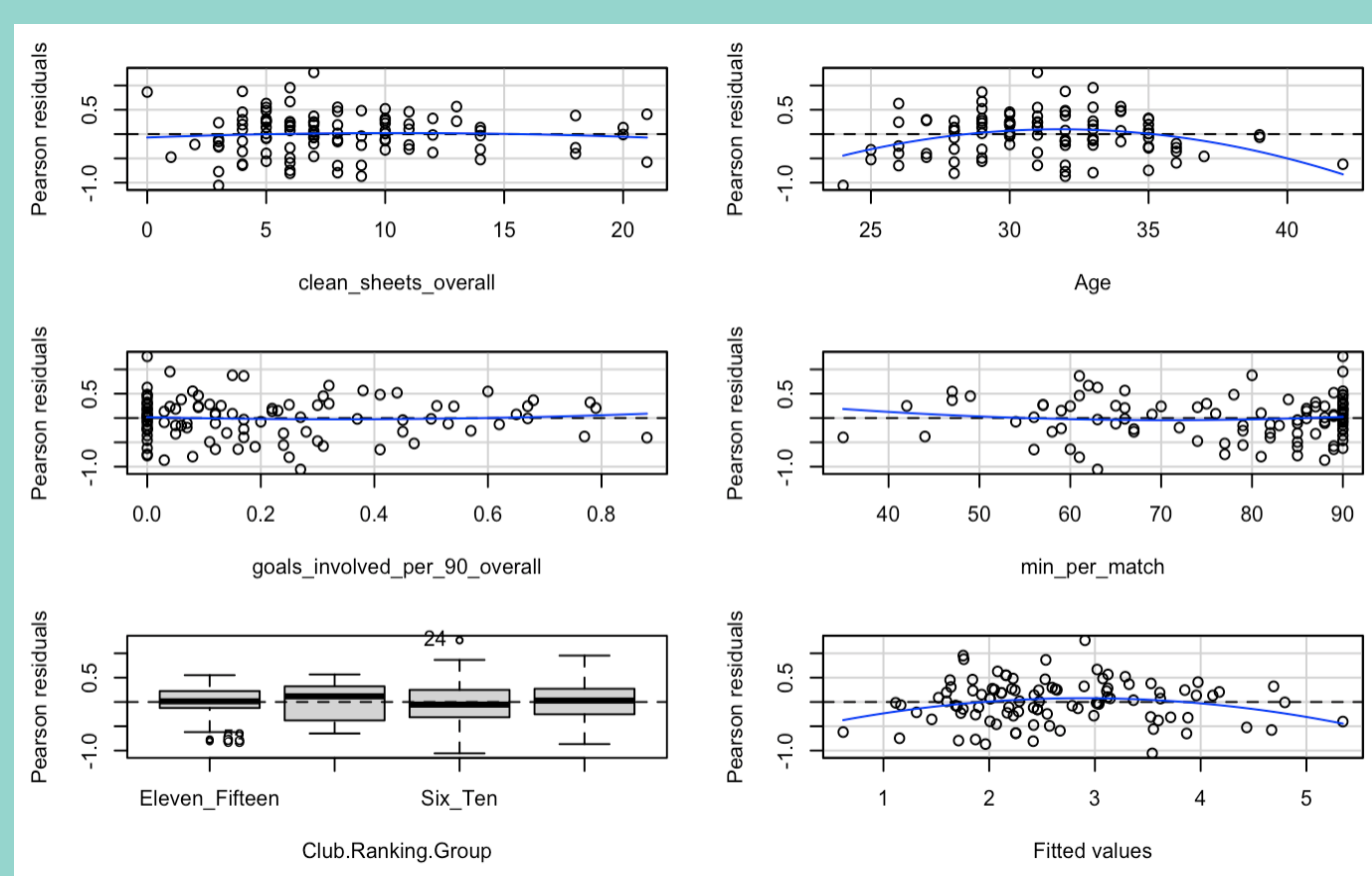 Pearson residuals
-1.0 0.5
0 5 10 15 20
clean_sheets_overall
Pearson residuals
-1.0 0.5
25 30 35 40
Age
Pearson residuals
-1.0 0.5
0.0 0.2 0.4 0.6 0.8
goals_involved_per_90_overall
Pearson residuals
-1.0 0.5
40 50 60 70 80 90
min_per_match
Pearson residuals
-1.0 0.5
24
Eleven_Fifteen Six_Ten
Club.Ranking.Group
Pearson residuals
-1.0 0.5
1 2 3 4 5
Fitted values